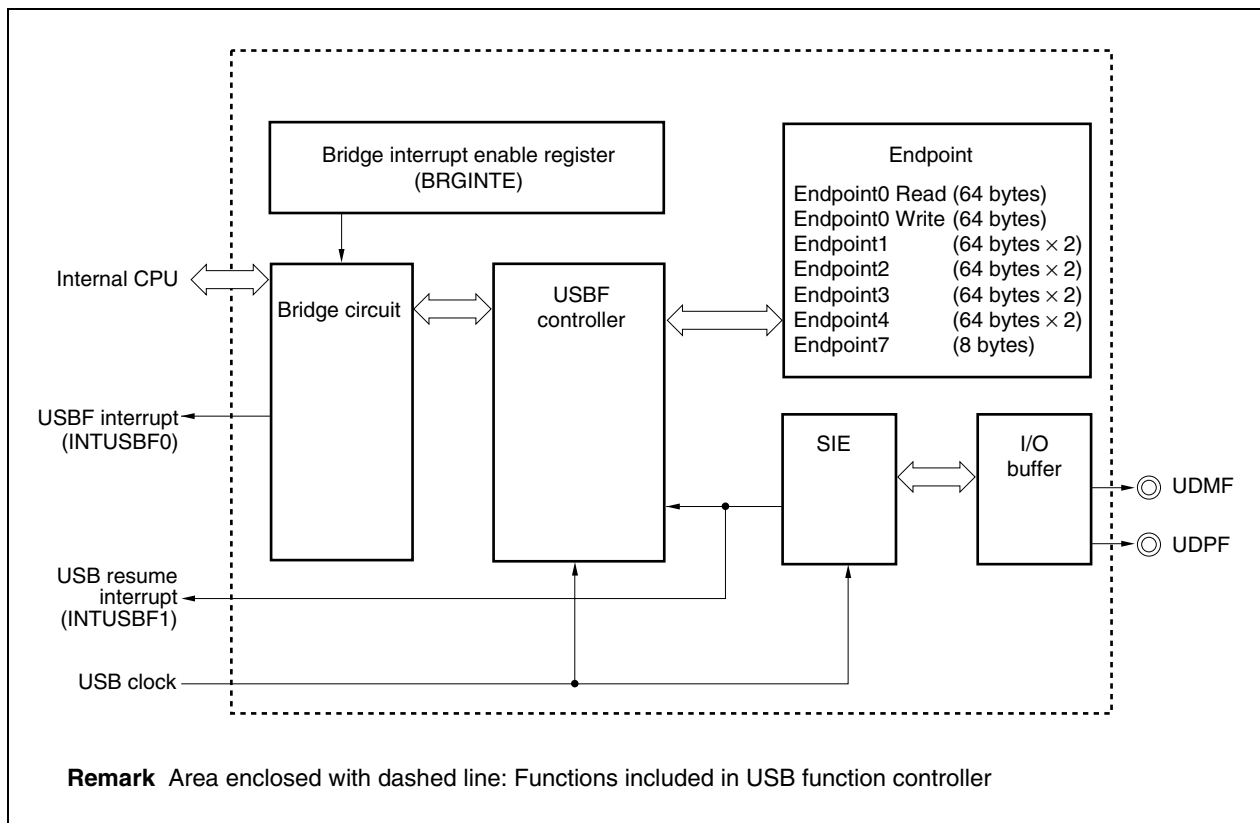 Bridge interrupt enable register
(BRGINTE)
Endpoint
Endpoint0 Read (64 bytes)
Endpoint0 Write (64 bytes)
Endpoint1 (64 bytes × 2)
Endpoint2 (64 bytes × 2)
Endpoint3 (64 bytes × 2)
Endpoint4 (64 bytes × 2)
Endpoint7 (8 bytes)
Internal CPU
Bridge circuit
USBF
controller
USBF interrupt
(INTUSBF0)
SIE
I/O
buffer
UDMF
UDPF
USB resume
interrupt
(INTUSBF1)
USB clock
Remark Area enclosed with dashed line: Functions included in USB function controller